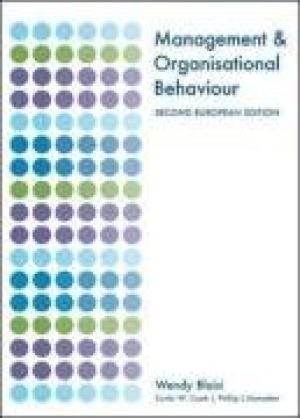 Management &
Organisational
Behaviour
SECOND EUROPEAN EDITION
Wendy Bloisi
Curtis W. Cook | Phillip L Hunsaker